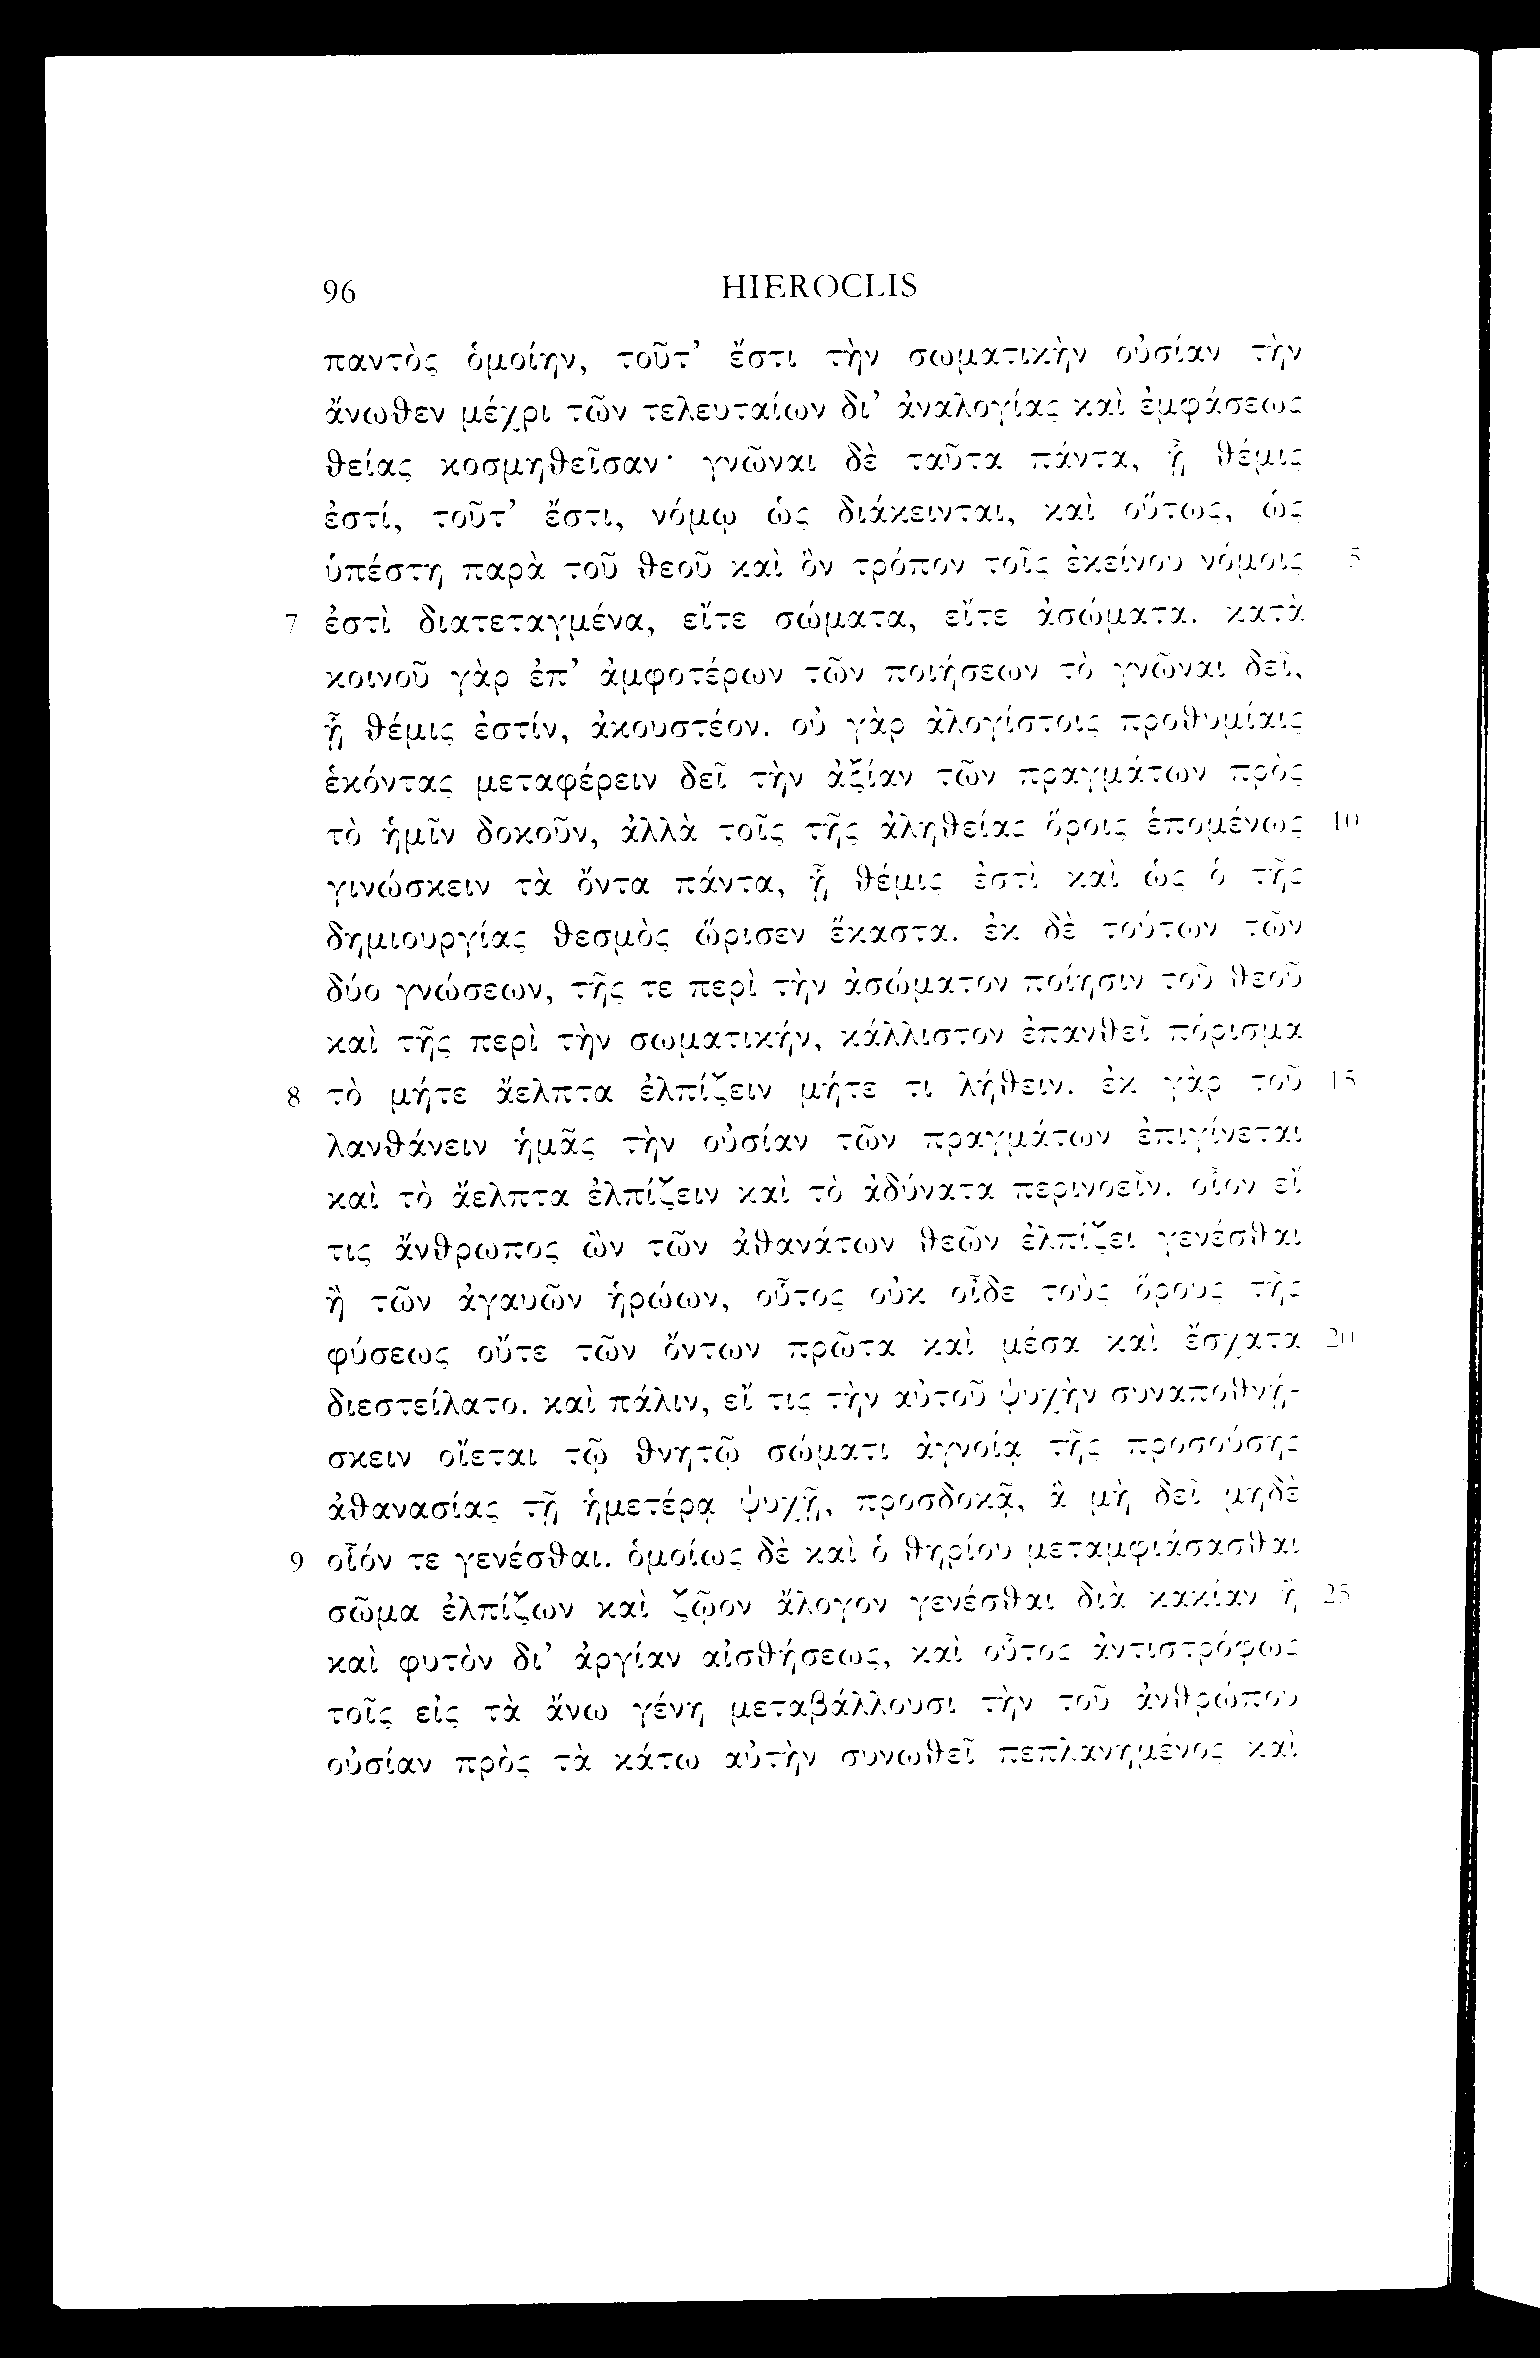 96 HIEROCLIS
παντὸς ὁμοίην, τοῦτ’ ἔστι τὴν σωματικὴν οὐσίαν τὴν
ἄνωθεν μέχρι τῶν τελευταίων δι’ ἀναλογίας καὶ ἐμφάσεως
θείας κοσμηθεῖσαν· γνῶναι δὲ ταῦτα πάντα, ᾗ θέμις
ἐστί, τοῦτ’ ἔστι, νόμῳ ὡς διάκεινται, καὶ οὕτως, ὡς
ὑπέστη παρὰ τοῦ θεοῦ καὶ ὃν τρόπον τοῖς ἐκείνου νόμοις 5
7 ἐστὶ διατεταγμένα, εἴτε σώματα, εἴτε ἀσώματα. κατὰ
κοινοῦ γὰρ ἐπ’ ἀμφοτέρων τῶν ποιήσεων τὸ γνῶναι δεῖ,
ᾗ θέμις ἐστίν, ἀκουστέον. οὐ γὰρ ἀλογίστοις προθυμίαις
ἑκόντας μεταφέρειν δεῖ τὴν ἀξίαν τῶν πραγμάτων πρὸς
τὸ ἡμῖν δοκοῦν, ἀλλὰ τοῖς τῆς ἀληθείας ὅροις ἑπομένως 10
γινώσκειν τὰ ὄντα πάντα, ᾗ θέμις ἐστὶ καὶ ὡς ὁ τῆς
δημιουργίας θεσμὸς ὥρισεν ἕκαστα. ἐκ δὲ τούτων τῶν
δύο γνώσεων, τῆς τε περὶ τὴν ἀσώματον ποίησιν τοῦ θεοῦ
καὶ τῆς περὶ τὴν σωματικήν, κάλλιστον ἐπανθεῖ πόρισμα
8 τὸ μήτε ἄελπτα ἐλπίζειν μήτε τι λήθειν. ἐκ γὰρ τοῦ 15
λανθάνειν ἡμᾶς τὴν οὐσίαν τῶν πραγμάτων ἐπιγίνεται
καὶ τὸ ἄελπτα ἐλπίζειν καὶ τὸ ἀδύνατα περινοεῖν. οἷον εἴ
τις ἄνθρωπος ὢν τῶν ἀθανάτων θεῶν ἐλπίζει γενέσθαι
ἢ τῶν ἀγαυῶν ἡρώων, οὗτος οὐκ οἶδε τοὺς ὅρους τῆς
φύσεως οὔτε τῶν ὄντων πρῶτα καὶ μέσα καὶ ἔσχατα 20
διεστείλατο. καὶ πάλιν, εἴ τις τὴν αὑτοῦ ψυχὴν συναποθνή-
σκειν οἴεται τῷ θνητῷ σώματι ἀγνοίᾳ τῆς προσούσης
ἀθανασίας τῇ ἡμετέρᾳ ψυχῇ, προσδοκᾷ, ἃ μὴ δεῖ μηδὲ
9 οἷόν τε γενέσθαι. ὁμοίως δὲ καὶ ὁ θηρίου μεταμφιάσασθαι
σῶμα ἐλπίζων καὶ ζῷον ἄλογον γενέσθαι διὰ κακίαν ἢ 25
καὶ φυτὸν δι’ ἀργίαν αἰσθήσεως, καὶ οὗτος ἀντιστρόφως
τοῖς εἰς τὰ ἄνω γένη μεταβάλλουσι τὴν τοῦ ἀνθρώπου
οὐσίαν πρὸς τὰ κάτω αὐτὴν συνωθεῖ πεπλανημένος καὶ